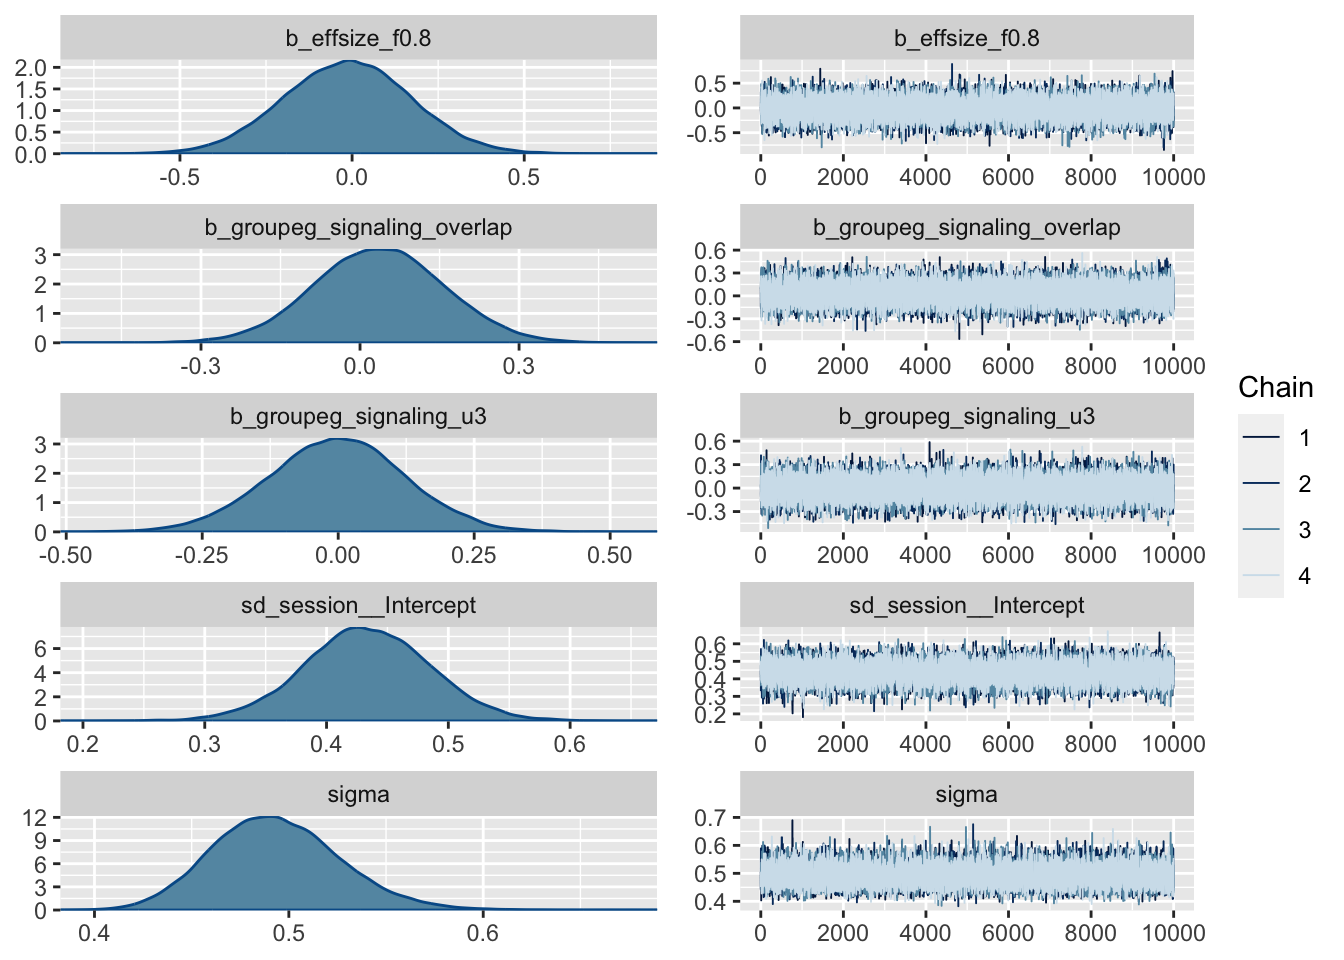 b_effsize_f0.8
2.0
1.5
1.0
0.5
0.0
-0.5 0.0 0.5
b_effsize_f0.8
0.5
0.0
-0.5
0 2000 4000 6000 8000 10000
b_groupeg_signaling_overlap
3
2
1
0
-0.3 0.0 0.3
b_groupeg_signaling_overlap
0.6
0.3
0.0
-0.3
-0.6
0 2000 4000 6000 8000 10000
b_groupeg_signaling_u3
3
2
1
0
-0.50 -0.25 0.00 0.25 0.50
b_groupeg_signaling_u3
0.6
0.3
0.0
-0.3
0 2000 4000 6000 8000 10000
sd_session__Intercept
6
4
2
0
0.2 0.3 0.4 0.5 0.6
sd_session__Intercept
0.6
0.5
0.4
0.3
0.2
0 2000 4000 6000 8000 10000
sigma
12
9
6
3
0
0.4 0.5 0.6
sigma
0.7
0.6
0.5
0.4
0 2000 4000 6000 8000 10000
Chain
1
2
3
4